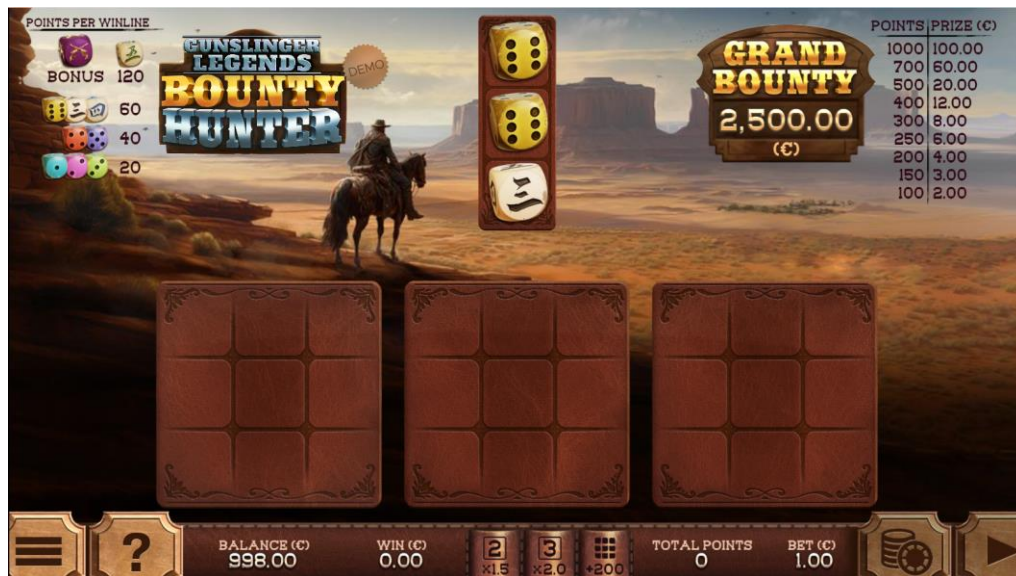 POINTS PER WINLINE
BONUS 120
60
40
20
GUNSLINGER
LEGENDS
BOUNTY
HUNTER
DEMO
三
GRAND
BOUNTY
2,500.00
(€)
POINTS PRIZE (€)
1000 100.00
700 60.00
500 20.00
400 12.00
300 8.00
250 6.00
200 4.00
150 3.00
100 2.00
BALANCE (€)
998.00
WIN (€)
0.00
2
x1.5
3
x2.0
+200
TOTAL POINTS
0
BET (€)
1.00
?